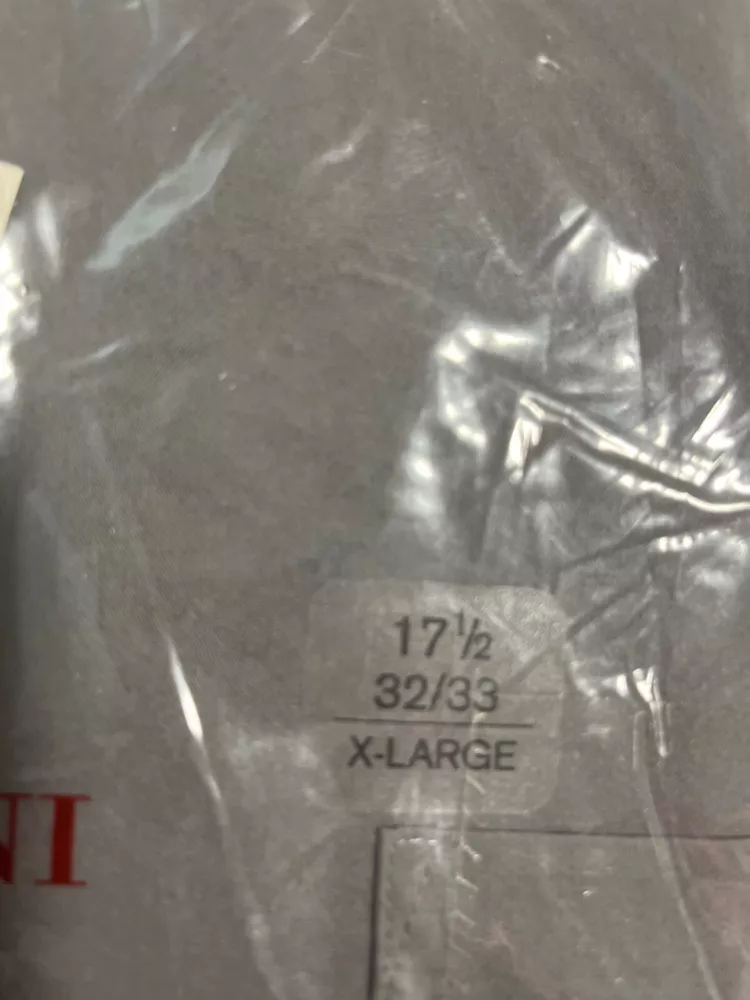 17½
32/33
X-LARGE
NI